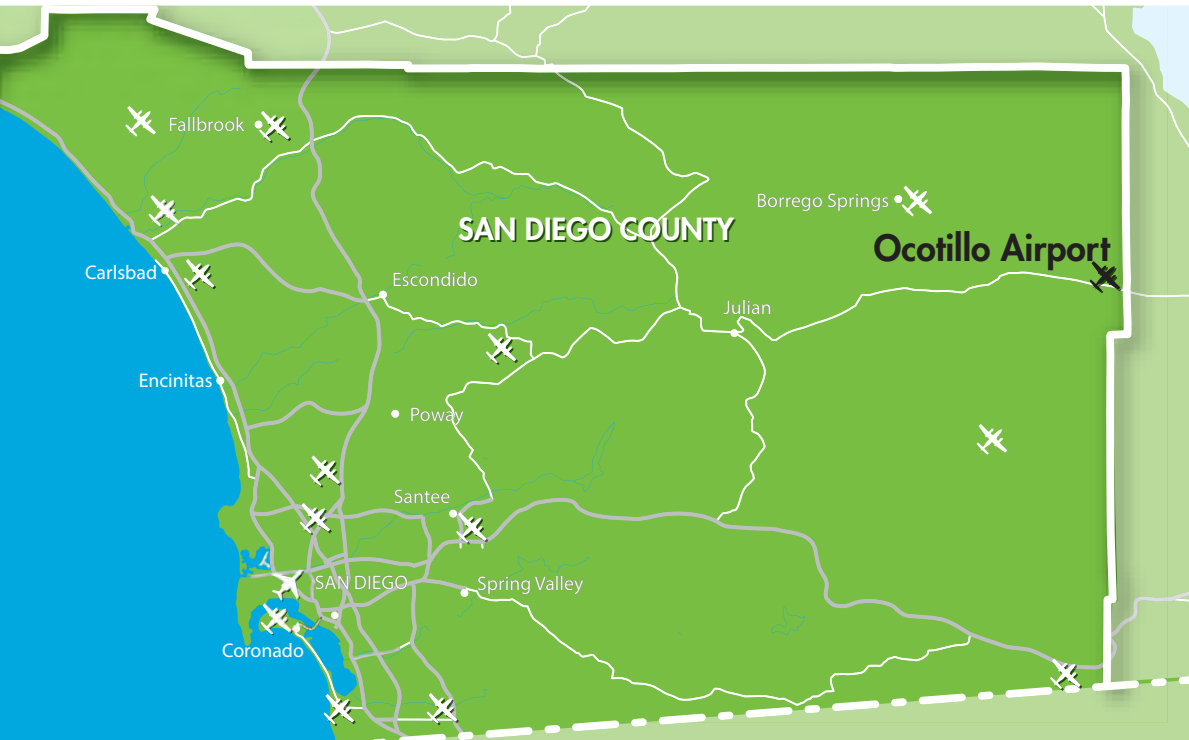 Fallbrook
Borrego Springs
SAN DIEGO COUNTY
Ocotillo Airport
Carlsbad
Escondido
Julian
Encinitas
Poway
Santee
SAN DIEGO
Spring Valley
Coronado